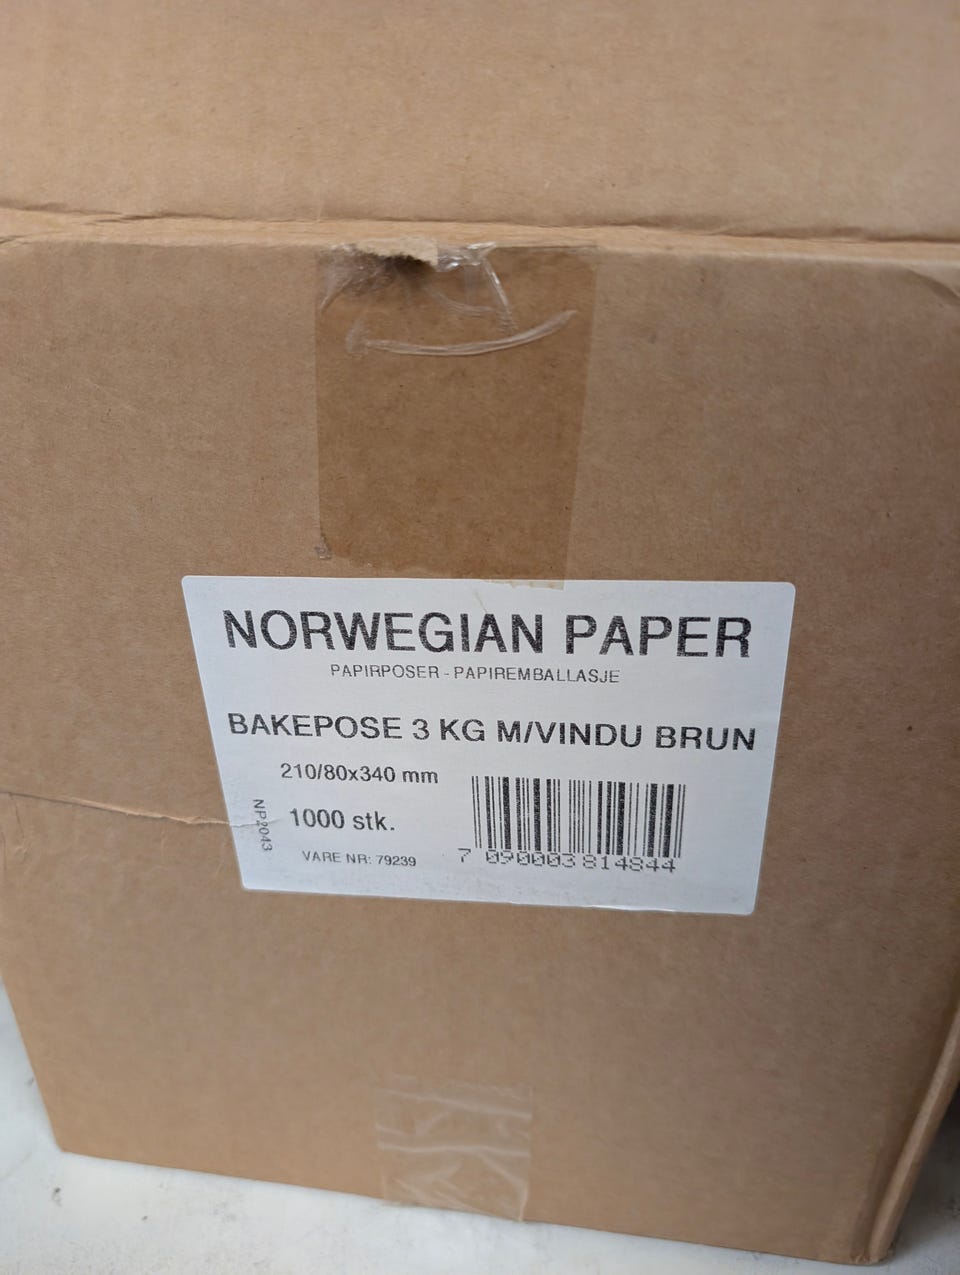 NORWEGIAN PAPER
PAPIRPOSER - PAPIREMBALLASJE
BAKEPOSE 3 KG M/VINDU BRUN
210/80x340 mm
1000 stk.
NP2043
VARE NR: 79239
7 090003 814844